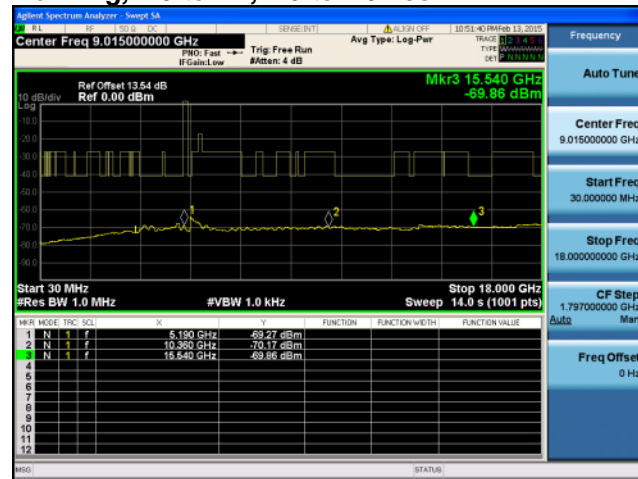 Agilent Spectrum Analyzer - Swept SA
RL RF 50 Ω DC SENSE:INT ALIGN OFF 10:51:40 PM Feb 13, 2015
Center Freq 9.015000000 GHz
PNO: Fast
IFGain:Low
Trig: Free Run
#Atten: 4 dB
Avg Type: Log-Pwr
TRACE 1 2 3 4 5 6
TYPE
DET P N N N N N
Frequency
Auto Tune
Ref Offset 13.54 dB
Ref 0.00 dBm
10 dB/div
Log
Mkr3 15.540 GHz
-69.86 dBm
-10.0
-20.0
-30.0
-40.0
-50.0
-60.0
-70.0
-80.0
-90.0
1
2
3
Center Freq
9.015000000 GHz
Start Freq
30.000000 MHz
Stop Freq
18.000000000 GHz
Start 30 MHz
Stop 18.000 GHz
#Res BW 1.0 MHz #VBW 1.0 kHz Sweep 14.0 s (1001 pts)
CF Step
1.797000000 GHz
Auto Man
Freq Offset
0 Hz
MKR MODE TRC SCL X Y FUNCTION FUNCTION WIDTH FUNCTION VALUE
1 N 1 f 5.190 GHz -69.27 dBm
2 N 1 f 10.360 GHz -70.17 dBm
3 N 1 f 15.540 GHz -69.86 dBm
4
5
6
7
8
9
10
11
12
MSG STATUS